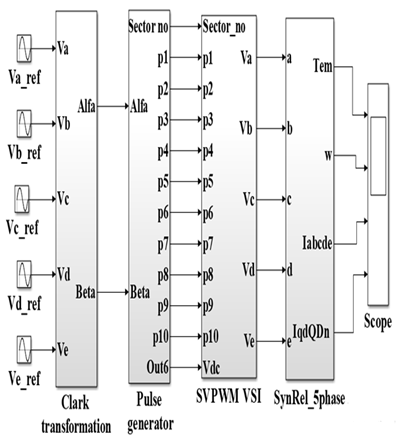 Va_ref
Vb_ref
Vc_ref
Vd_ref
Ve_ref
Va
Vb
Vc
Vd
Ve
Alfa
Beta
Clark
transformation
Alfa
Beta
Sector no
p1
p2
p3
p4
p5
p6
p7
p8
p9
p10
Out6
Pulse
generator
Sector_no
p1
p2
p3
p4
p5
p6
p7
p8
p9
p10
Vdc
Va
Vb
Vc
Vd
Ve
SVPWM VSI
a
b
c
d
e
Tem
w
Iabcde
IqdQDn
SynRel_5phase
Scope